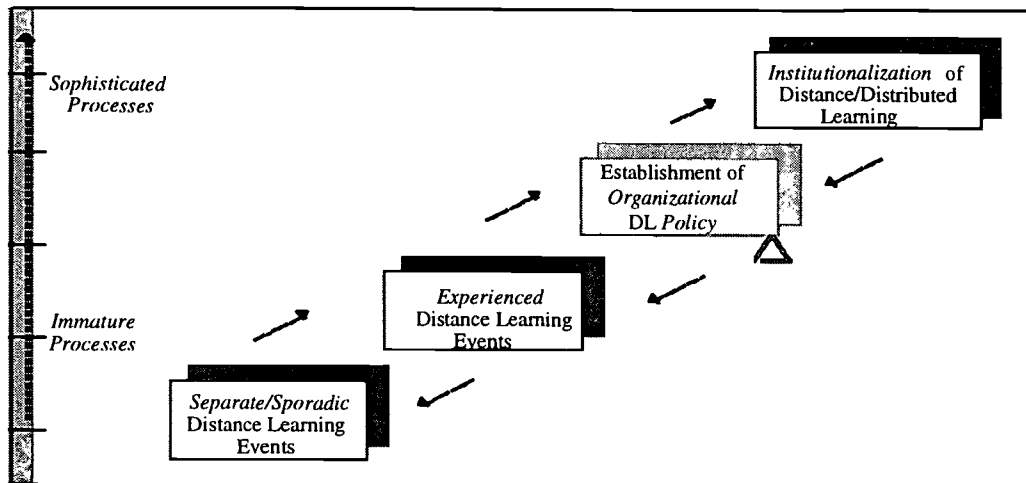 Sophisticated
Processes
Institutionalization of
Distance/Distributed
Learning
Establishment of
Organizational
DL Policy
Immature
Processes
Experienced
Distance Learning
Events
Separate/Sporadic
Distance Learning
Events